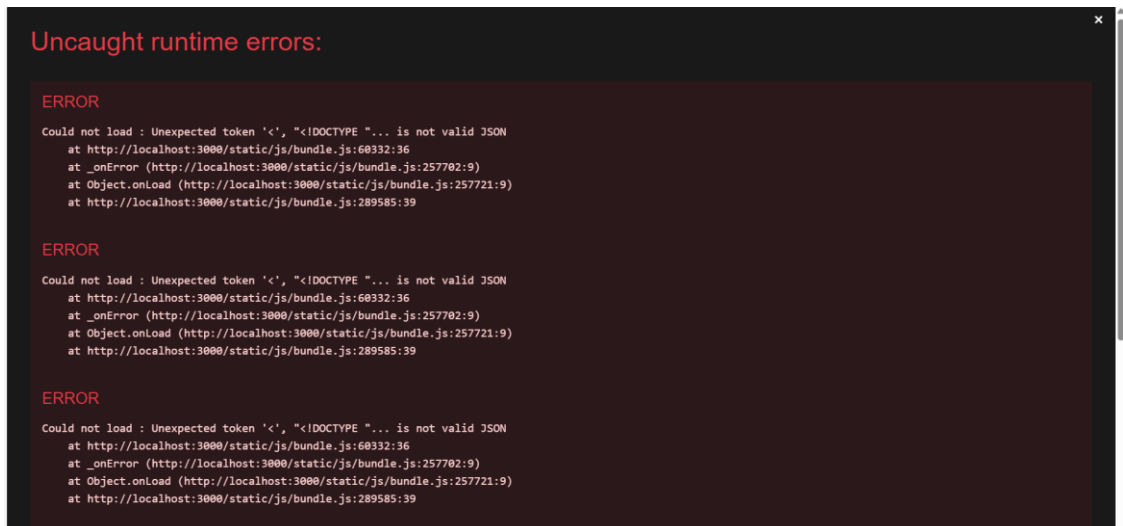 ×
Uncaught runtime errors:
ERROR
Could not load : Unexpected token '<', "<!DOCTYPE "... is not valid JSON
at http://localhost:3000/static/js/bundle.js:60332:36
at _onError (http://localhost:3000/static/js/bundle.js:257702:9)
at Object.onLoad (http://localhost:3000/static/js/bundle.js:257721:9)
at http://localhost:3000/static/js/bundle.js:289585:39
ERROR
Could not load : Unexpected token '<', "<!DOCTYPE "... is not valid JSON
at http://localhost:3000/static/js/bundle.js:60332:36
at _onError (http://localhost:3000/static/js/bundle.js:257702:9)
at Object.onLoad (http://localhost:3000/static/js/bundle.js:257721:9)
at http://localhost:3000/static/js/bundle.js:289585:39
ERROR
Could not load : Unexpected token '<', "<!DOCTYPE "... is not valid JSON
at http://localhost:3000/static/js/bundle.js:60332:36
at _onError (http://localhost:3000/static/js/bundle.js:257702:9)
at Object.onLoad (http://localhost:3000/static/js/bundle.js:257721:9)
at http://localhost:3000/static/js/bundle.js:289585:39